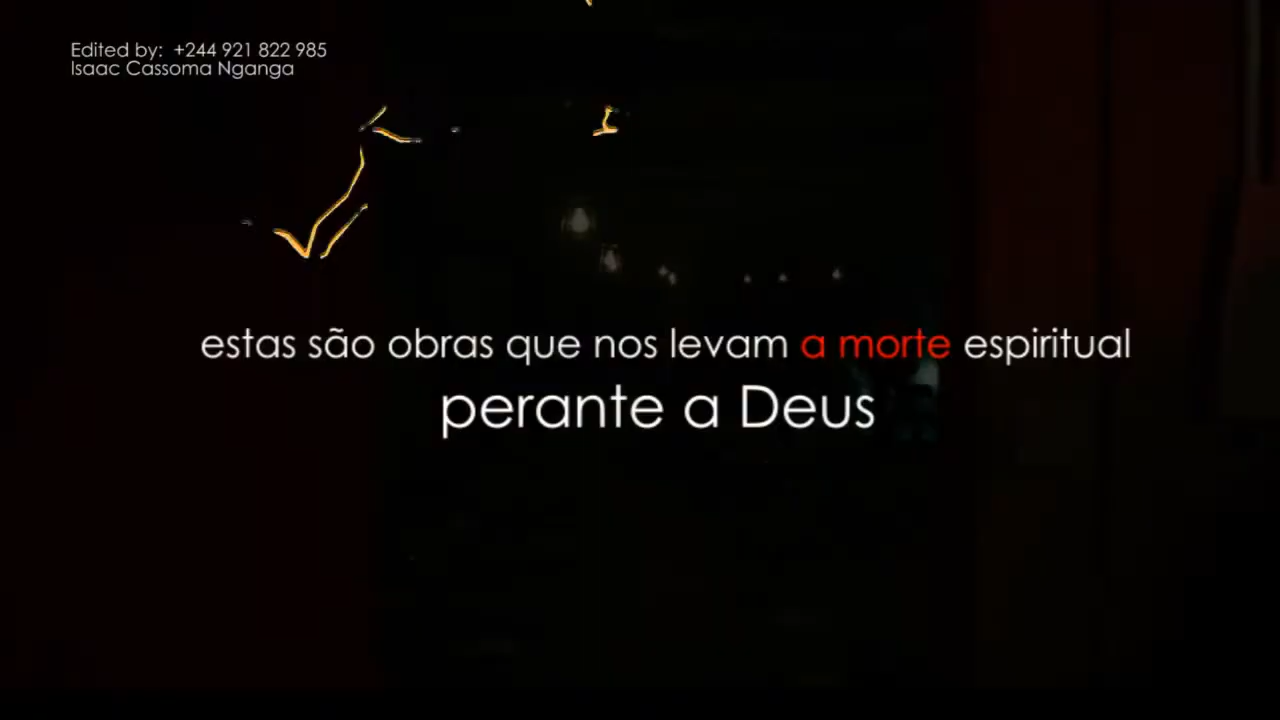 Edited by:  +244 921 822 985
Isaac Cassoma Nganga
estas são obras que nos levam a morte espiritual
perante a Deus